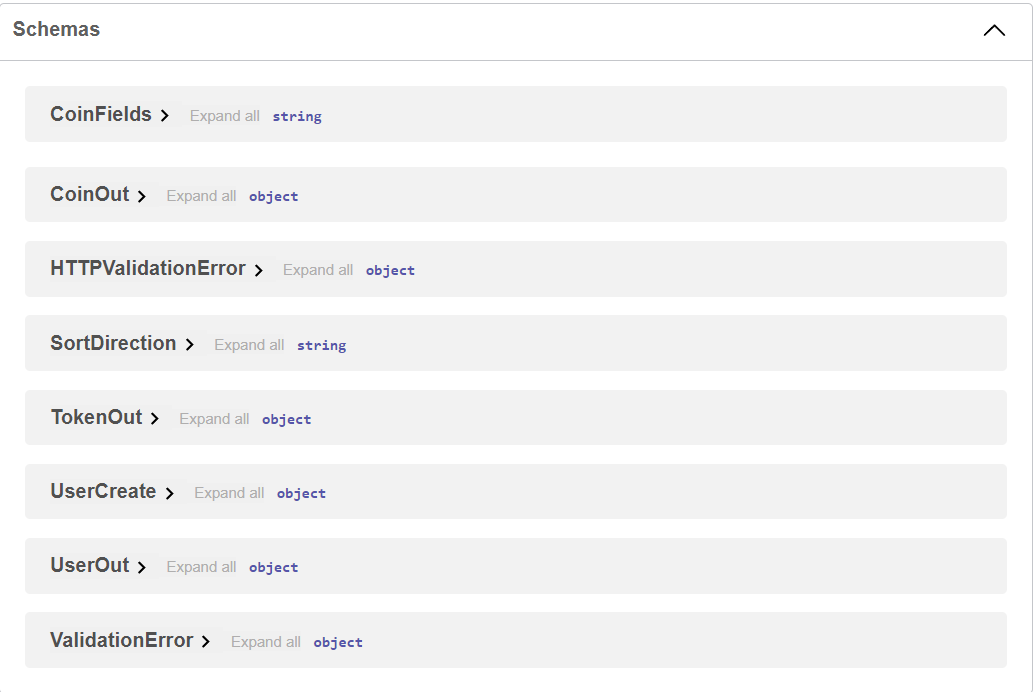 Schemas
CoinFields Expand all string
CoinOut Expand all object
HTTPValidationError Expand all object
SortDirection Expand all string
TokenOut Expand all object
UserCreate Expand all object
UserOut Expand all object
ValidationError Expand all object